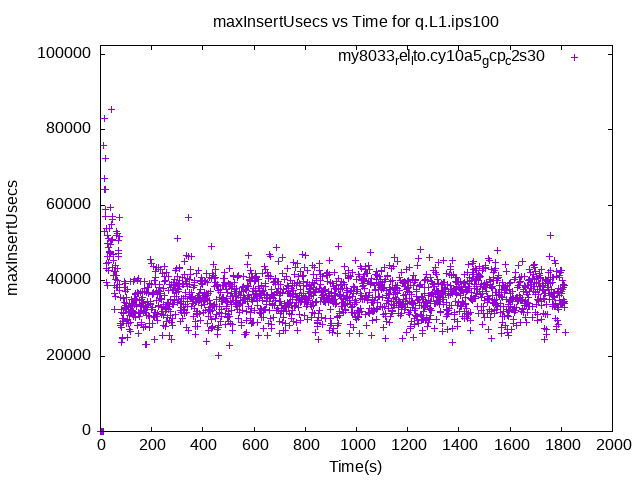 maxInsertUsecs vs Time for q.L1.ips100
my8033_rel_lto.cy10a5_gcp_c2s30
100000
80000
60000
40000
20000
0
maxInsertUsecs
0 200 400 600 800 1000 1200 1400 1600 1800 2000
Time(s)